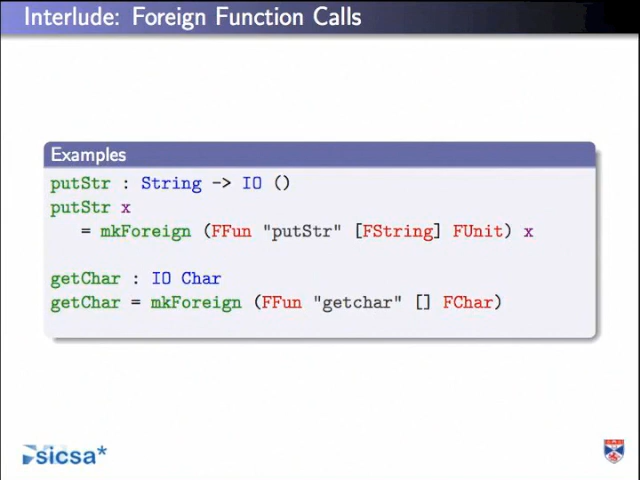 Interlude: Foreign Function Calls
Examples
putStr : String -> IO ()
putStr x
= mkForeign (FFun "putStr" [FString] FUnit) x
getChar : IO Char
getChar = mkForeign (FFun "getchar" [] FChar)
sicsa*